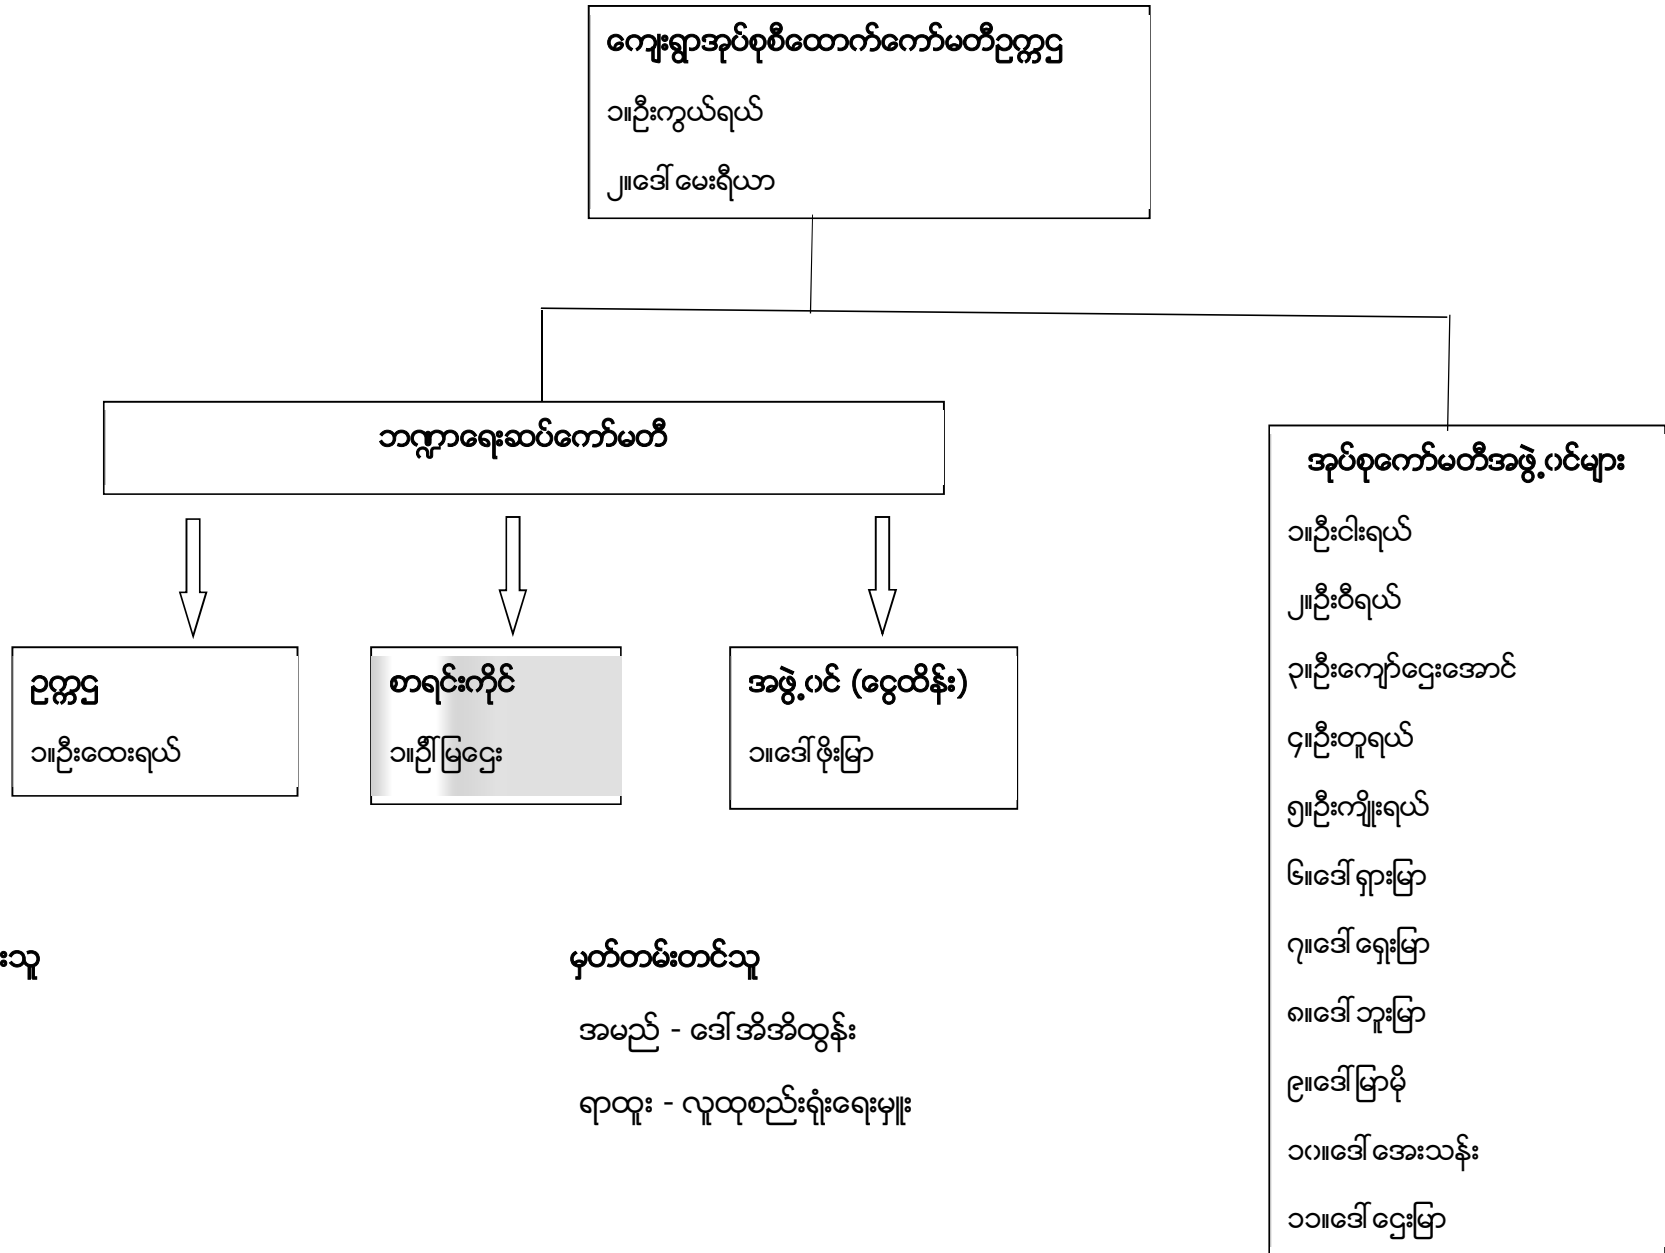 ကျေးရွာအုပ်စုစီထောက်ကော်မတီဥက္ကဌ
၁။ဦးကွယ်ရယ်
၂။ဒေါ်မေးရီယာ
ဘဏ္ဍာရေးဆပ်ကော်မတီ
ဥက္ကဌ
၁။ဦးထေးရယ်
စာရင်းကိုင်
၁။ဦါ်မြဌေး
အဖွဲ့ဝင် (ငွေထိန်း)
၁။ဒေါ်ဖိုးမြာ
အုပ်စုကော်မတီအဖွဲ့ဝင်များ
၁။ဦးငါးရယ်
၂။ဦးဝီရယ်
၃။ဦးကျော်ဌေးအောင်
၄။ဦးတူရယ်
၅။ဦးကျိုးရယ်
၆။ဒေါ်ရှားမြာ
၇။ဒေါ်ရှေးမြာ
၈။ဒေါ်ဘူးမြာ
၉။ဒေါ်မြာမို
၁၀။ဒေါ်အေးသန်း
၁၁။ဒေါ်ဌေးမြာ
းသူ
မှတ်တမ်းတင်သူ
အမည် - ဒေါ်အိအိထွန်း
ရာထူး - လူထုစည်းရုံးရေးမှူး